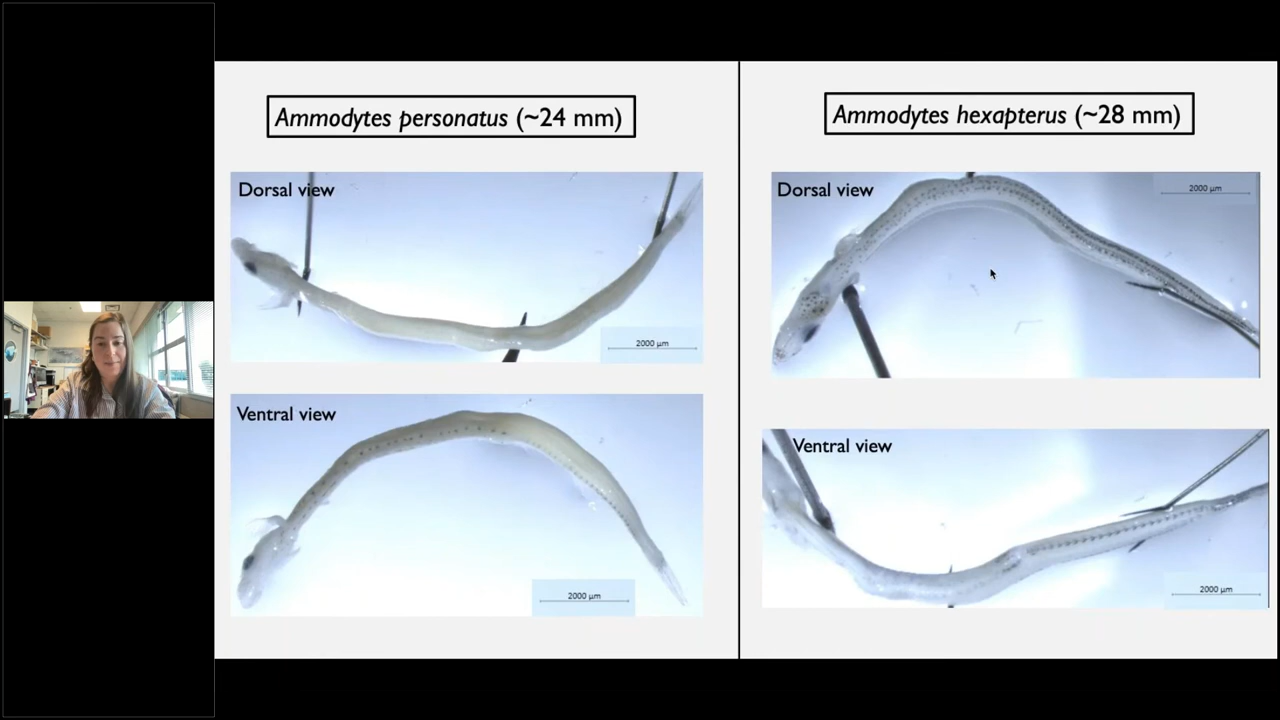 Ammodytes personatus (~24 mm)
Dorsal view
2000 µm
Ventral view
2000 µm
Ammodytes hexapterus (~28 mm)
Dorsal view
2000 µm
Ventral view
2000 µm